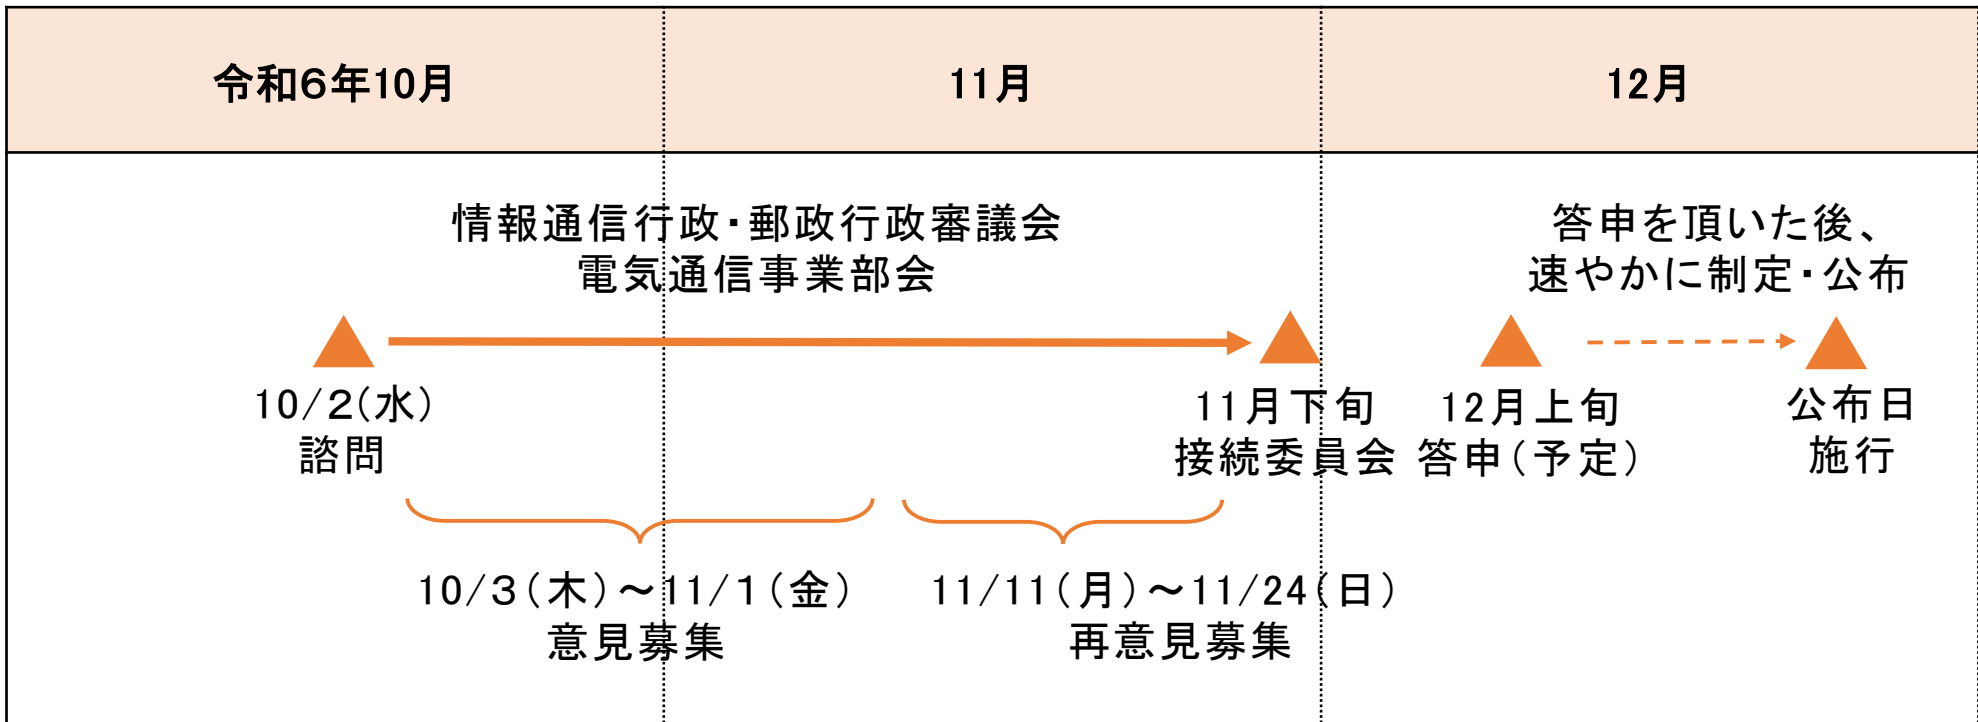 令和6年10月
11月
12月
情報通信行政・郵政行政審議会
電気通信事業部会
答申を頂いた後、
速やかに制定・公布
10/2(水)
諮問
11月下旬
接続委員会
12月上旬
答申(予定)
公布日
施行
10/3(木)～11/1(金)
意見募集
11/11(月)～11/24(日)
再意見募集